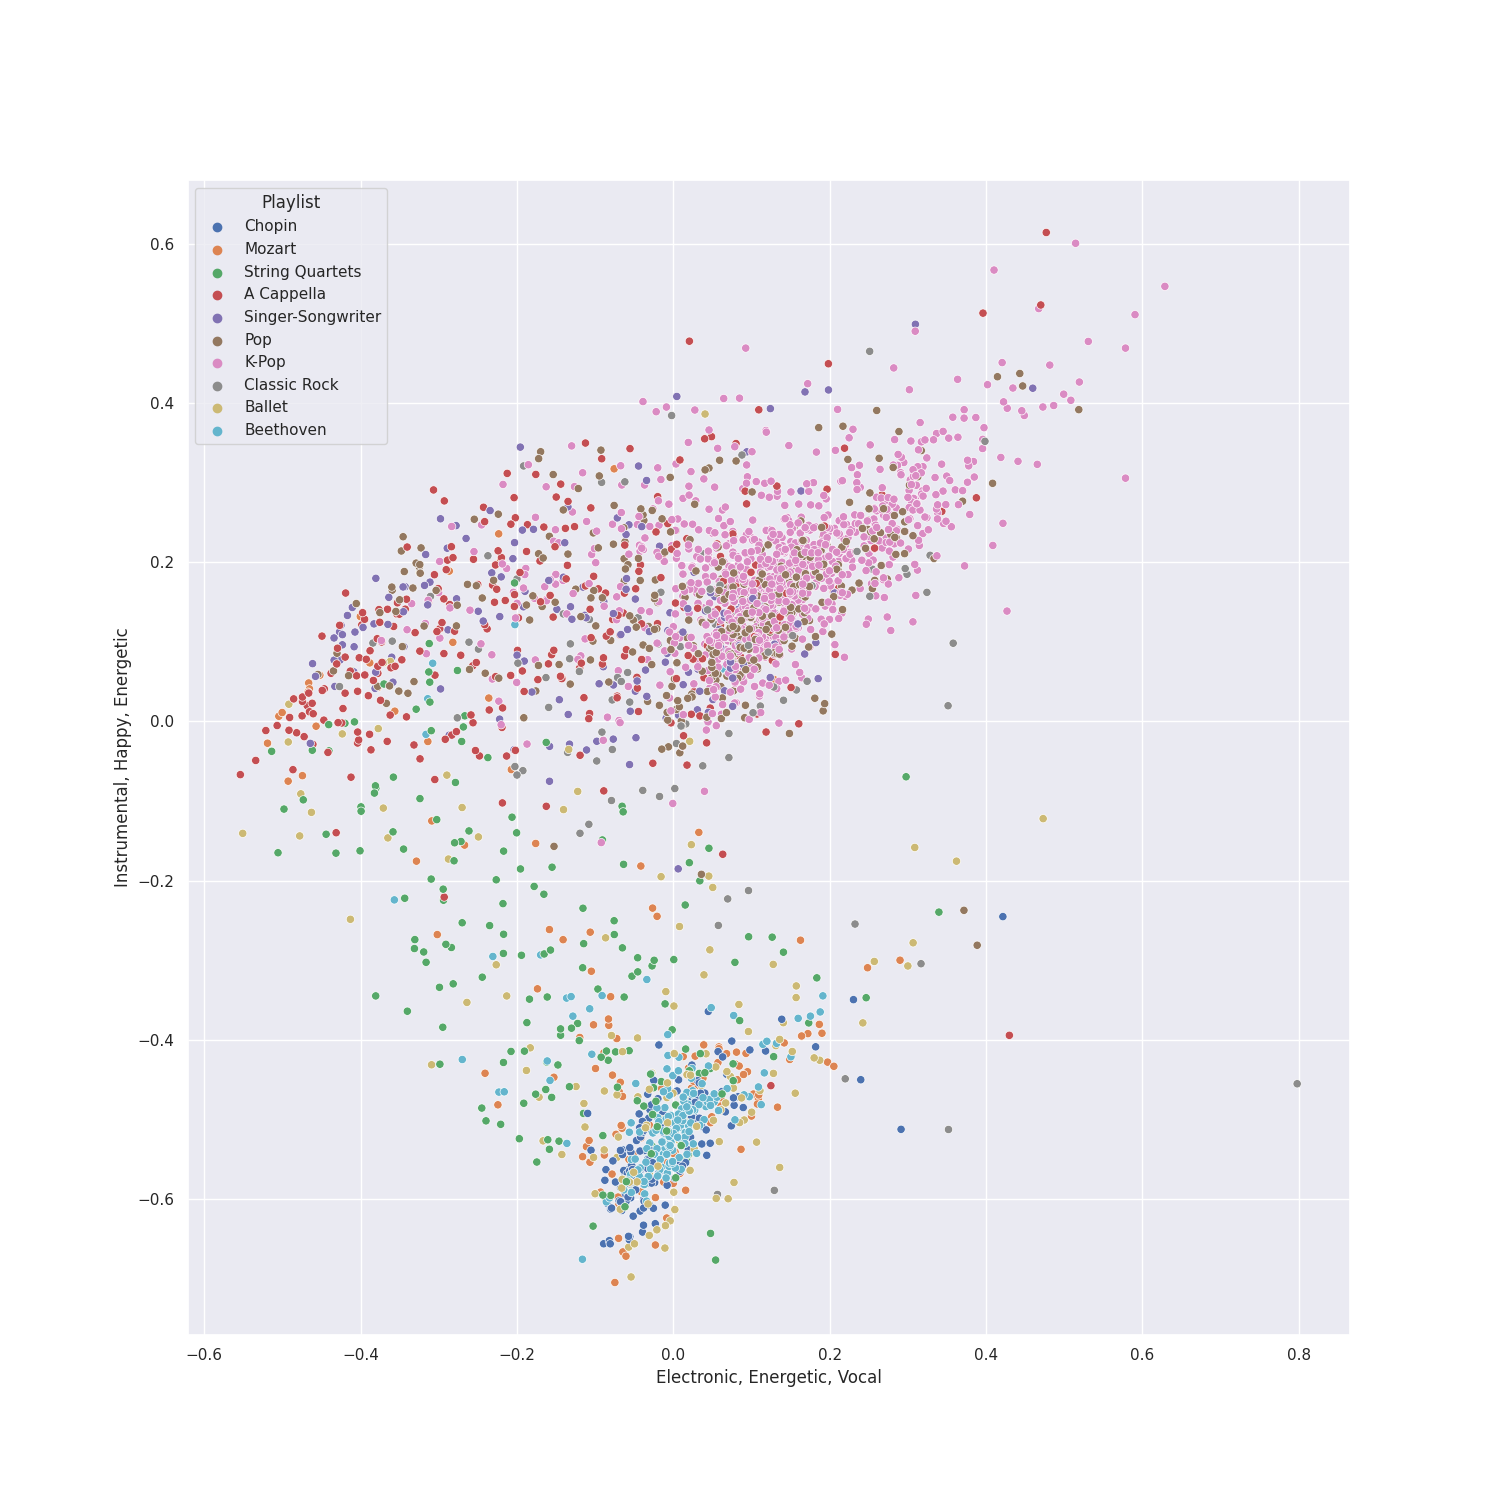 Playlist
Chopin
Mozart
String Quartets
A Cappella
Singer-Songwriter
Pop
K-Pop
Classic Rock
Ballet
Beethoven
0.6
0.4
0.2
0.0
−0.2
−0.4
−0.6
Instrumental, Happy, Energetic
−0.6 −0.4 −0.2 0.0 0.2 0.4 0.6 0.8
Electronic, Energetic, Vocal